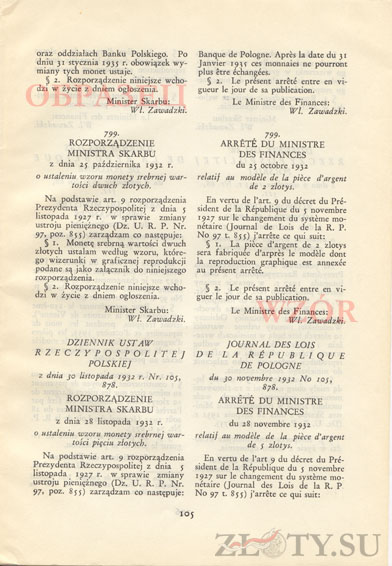 oraz oddziałach Banku Polskiego. Po
dniu 31 stycznia 1935 r. obowiązek wy-
miany tych monet ustaje.
§ 2. Rozporządzenie niniejsze wcho-
dzi w życie z dniem ogłoszenia.
Minister Skarbu:
Wł. Zawadzki.
799.
ROZPORZĄDZENIE
MINISTRA SKARBU
z dnia 25 października 1932 r.
o ustaleniu wzoru monety srebrnej war-
tości dwuch złotych.
Na podstawie art. 9 rozporządzenia
Prezydenta Rzeczypospolitej z dnia 5
listopada 1927 r. w sprawie zmiany
ustroju pieniężnego (Dz. U. R. P. Nr.
97, poz. 855) zarządzam co następuje:
§ 1. Monetę srebrną wartości dwuch
złotych ustalam według wzoru, które-
go wizerunki w graficznej reprodukcji
podane są jako załącznik do niniejszego
rozporządzenia.
§ 2. Rozporządzenie niniejsze wcho-
dzi w życie z dniem ogłoszenia.
Minister Skarbu:
Wł. Zawadzki.
DZIENNIK USTAW
RZECZYPOSPOLITEJ
POLSKIEJ
z dnia 30 listopada 1932 r. Nr. 105,
878.
ROZPORZĄDZENIE
MINISTRA SKARBU
z dnia 28 listopada 1932 r.
o ustaleniu wzoru monety srebrnej war-
tości pięciu złotych.
Na podstawie art. 9 rozporządzenia
Prezydenta Rzeczypospolitej z dnia 5
listopada 1927 r. w sprawie zmiany
ustroju pieniężnego (Dz. U. R. P. Nr.
97, poz. 855) zarządzam co następuje:
Banque de Pologne. Après la date du 31
Janvier 1935 ces monnaies ne pourront
plus être échangées.
§ 2. Le présent arrêté entre en vi-
gueur le jour de sa publication.
Le Ministre des Finances:
Wl. Zawadzki.
799.
ARRÊTÉ DU MINISTRE
DES FINANCES
du 25 octobre 1932
relatif au modèle de la pièce d'argent
de 2 zlotys.
En vertu de l'art 9 du décret du Pré-
sident de la République du 5 novembre
1927 sur le changement du système mo-
nétaire (Journal de Lois de la R. P.
No 97 t. 855) j'arrête ce qui suit:
§ 1. La pièce d'argent de 2 zlotys
sera fabriquée d'après le modèle dont
la reproduction graphique est annexée
au présent arrêté.
§ 2. Le présent arrêté entre en vi-
guer le jour de sa publication.
Le Ministre des Finances:
Wl. Zawadzki.
JOURNAL DES LOIS
DE LA RÉPUBLIQUE
DE POLOGNE
du 30 novembre 1932 No 105,
878.
ARRÊTÉ DU MINISTRE
DES FINANCES
du 28 novembre 1932
relatif au modèle de la pièce d'argent
de 5 zlotys.
En vertu de l'art 9 du décret du Pré-
sident de la République du 5 novembre
1927 sur le changement du système mo-
nétaire (Journal des Lois de la R. P.
No 97 t. 855) j'arrête ce qui suit:
105
ОБРАЗЕЦ
WZÓR
ZŁOTY.SU